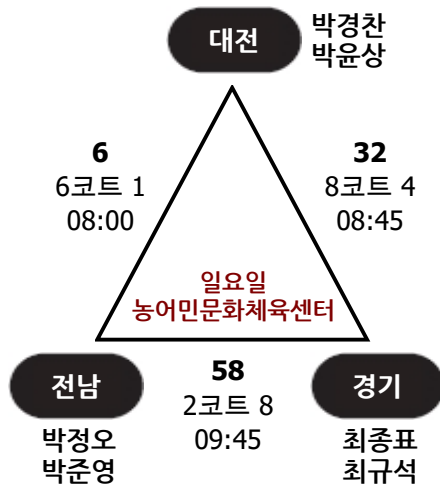 대전
박경찬
박윤상
6
6코트 1
08:00
32
8코트 4
08:45
일요일
농어민문화체육센터
전남
박정오
박준영
58
2코트 8
09:45
경기
최종표
최규석